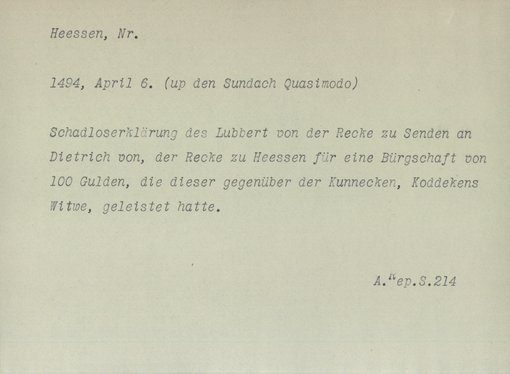 Heessen, Nr.
1494, April 6. (up den Sundach Quasimodo)
Schadloserklärung des Lubbert von der Recke zu Senden an
Dietrich von, der Recke zu Heessen für eine Bürgschaft von
100 Gulden, die dieser gegenüber der Kunnecken, Koddekens
Witwe, geleistet hatte.
A."ep.S.214